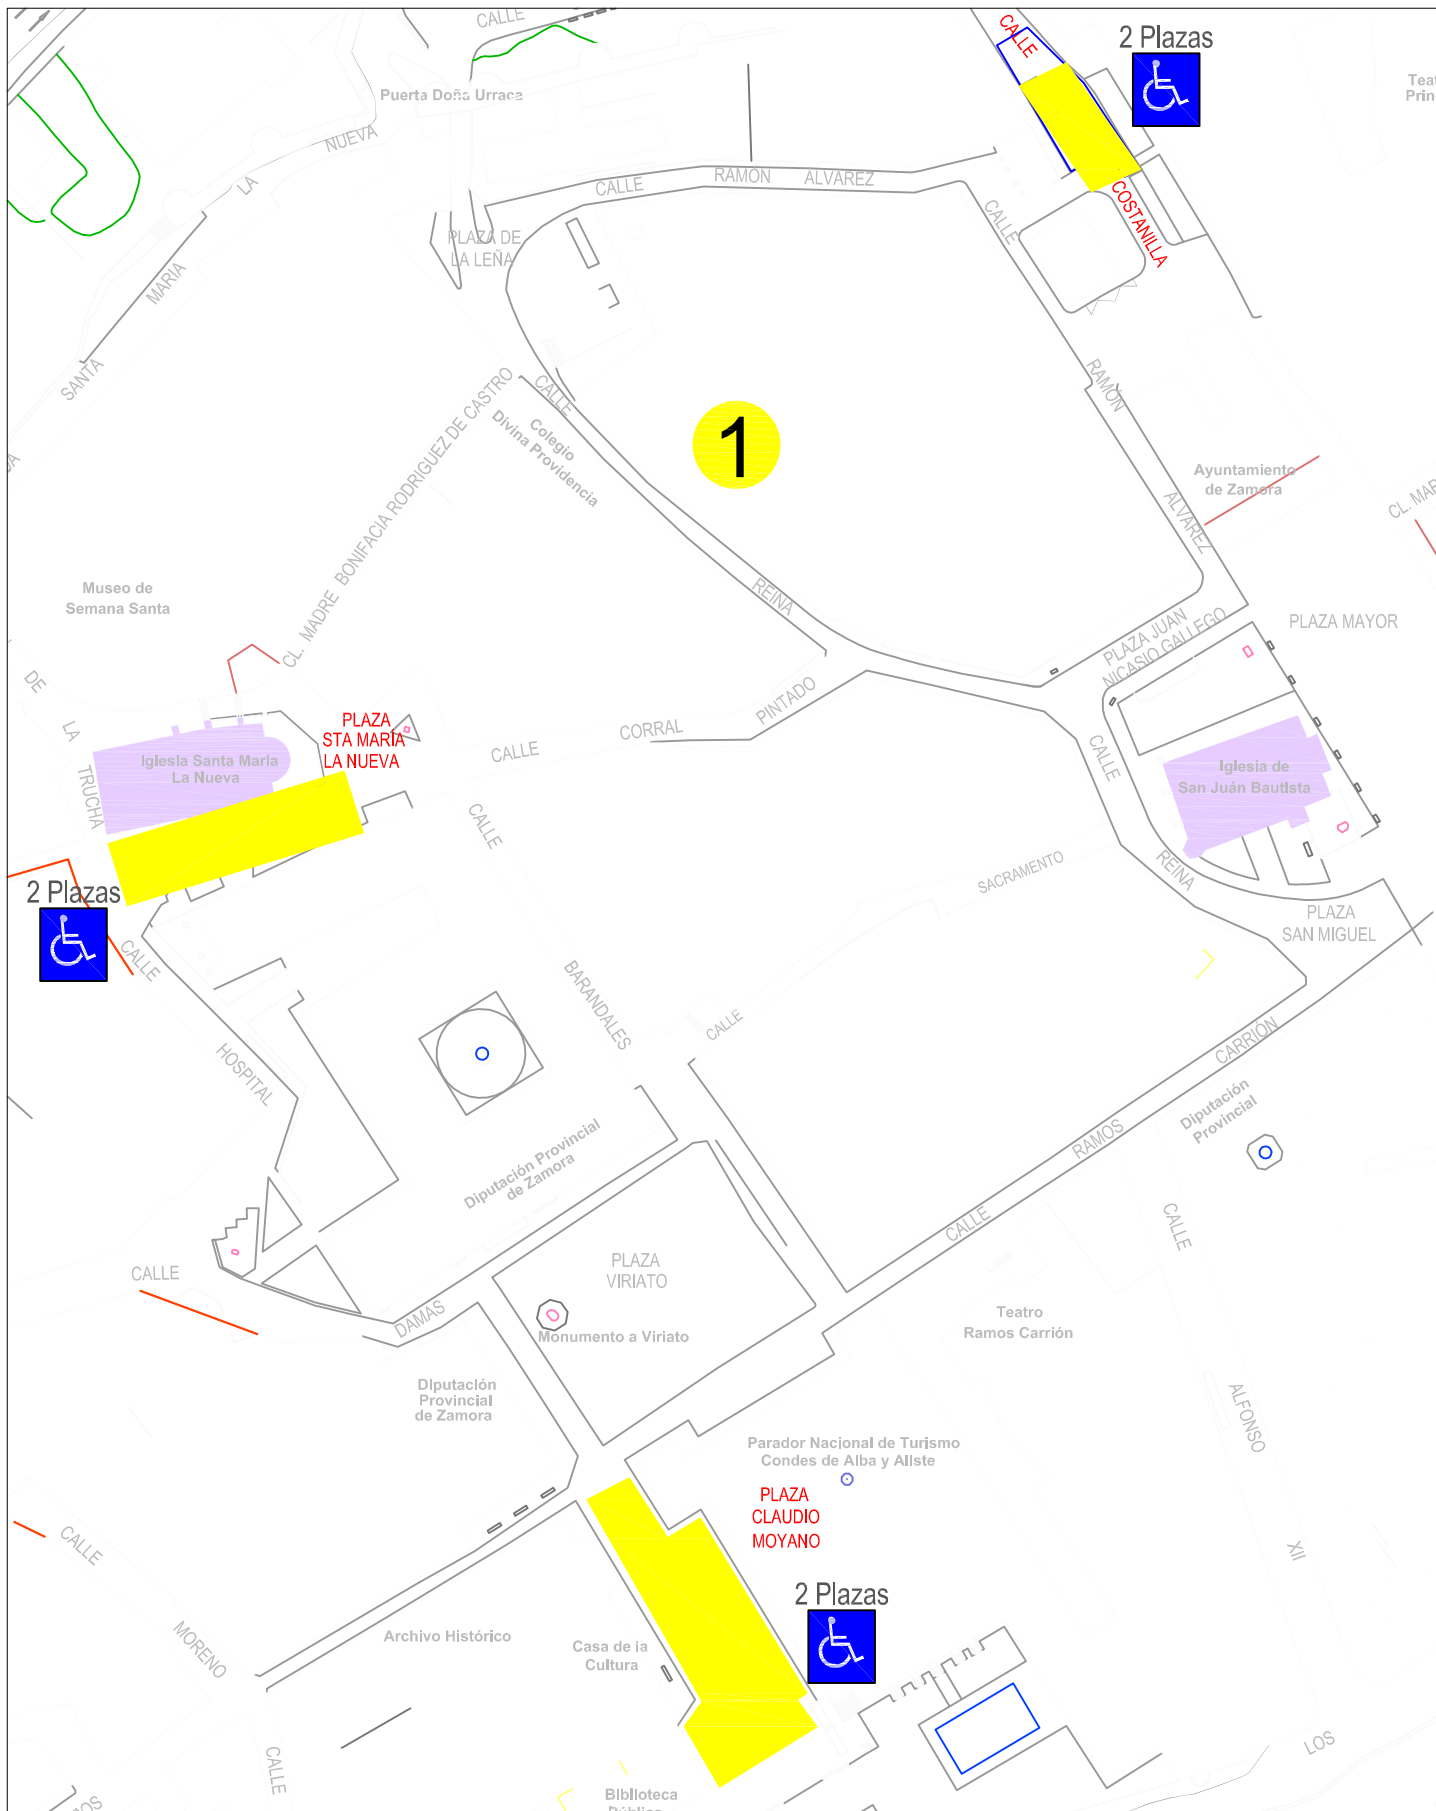 CALLE
CALLE
2 Plazas
Puerta Doña Urraca
NUEVA
LA
CALLE
RAMON
ALVAREZ
COSTANILLA
CALLE
PLAZA DE
LA LEÑA
MARIA
SANTA
CALLE
RAMÓN
CL. MADRE BONIFACIA RODRIGUEZ DE CASTRO
Colegio
Divina Providencia
1
Ayuntamiento
de Zamora
ALVAREZ
Museo de
Semana Santa
REINA
PLAZA JUAN
NICASIO GALLEGO
PLAZA MAYOR
DE
LA
TRUCHA
PLAZA
STA MARÍA
LA NUEVA
CALLE
CORRAL
PINTADO
Iglesia Santa Maria
La Nueva
CALLE
Iglesia de
San Juán Bautista
CALLE
SACRAMENTO
REINA
2 Plazas
PLAZA
SAN MIGUEL
CALLE
BARANDALES
CALLE
HOSPITAL
CARRIÓN
Diputación
Provincial
RAMOS
Diputación Provincial
de Zamora
CALLE
CALLE
PLAZA
VIRIATO
CALLE
DAMAS
Monumento a Viriato
Teatro
Ramos Carrión
Diputación
Provincial
de Zamora
ALFONSO
Parador Nacional de Turismo
Condes de Alba y Aliste
PLAZA
CLAUDIO
MOYANO
CALLE
XII
2 Plazas
MORENO
Archivo Histórico
Casa de la
Cultura
CALLE
LOS
Biblioteca